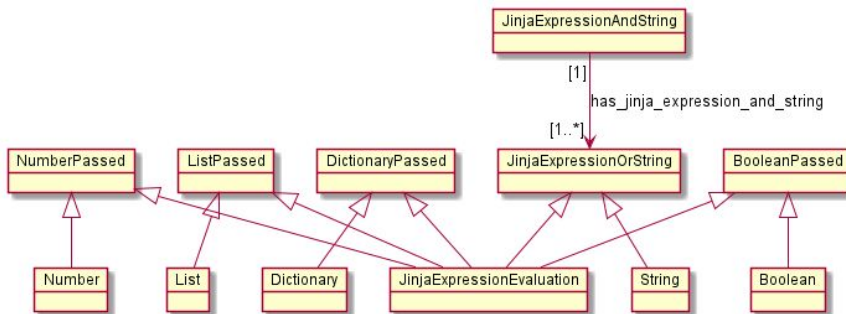 JinjaExpressionAndString
[1]
has_jinja_expression_and_string
[1..*]
NumberPassed
ListPassed
DictionaryPassed
JinjaExpressionOrString
BooleanPassed
Number
List
Dictionary
JinjaExpressionEvaluation
String
Boolean